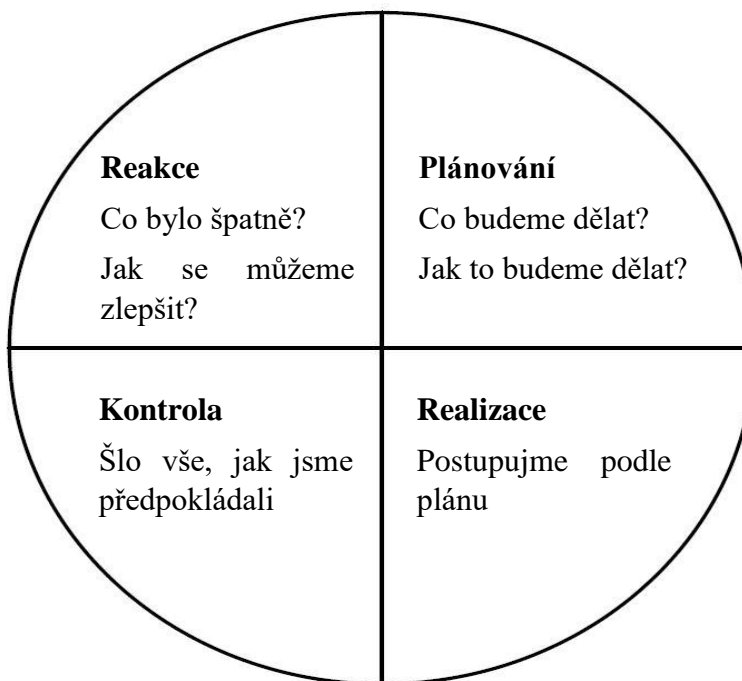 Reakce
Co bylo špatně?
Jak se můžeme
zlepšit?
Plánování
Co budeme dělat?
Jak to budeme dělat?
Kontrola
Šlo vše, jak jsme
předpokládali
Realizace
Postupujme podle
plánu